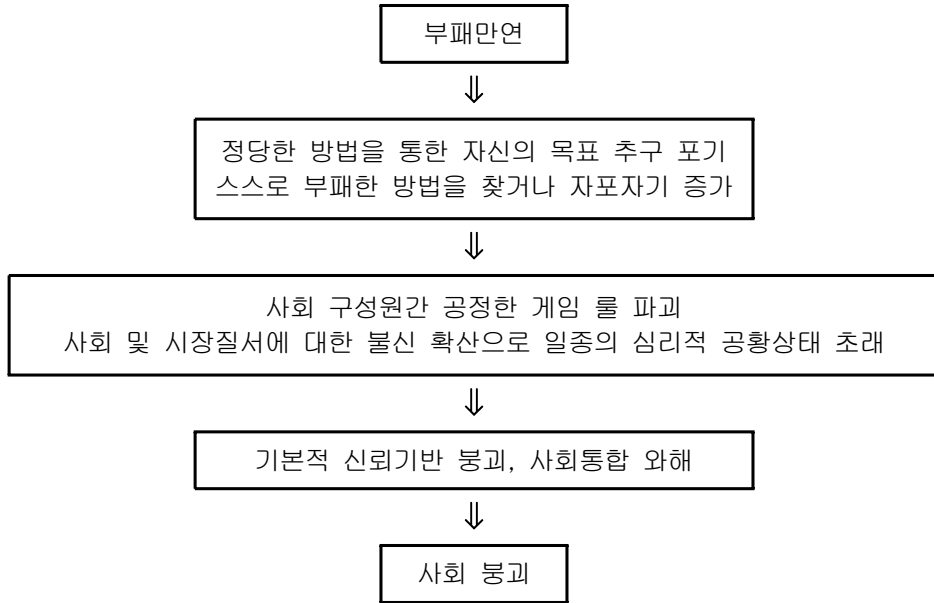 부패만연
⇓
정당한 방법을 통한 자신의 목표 추구 포기
스스로 부패한 방법을 찾거나 자포자기 증가
⇓
사회 구성원간 공정한 게임 룰 파괴
사회 및 시장질서에 대한 불신 확산으로 일종의 심리적 공황상태 초래
⇓
기본적 신뢰기반 붕괴, 사회통합 와해
⇓
사회 붕괴